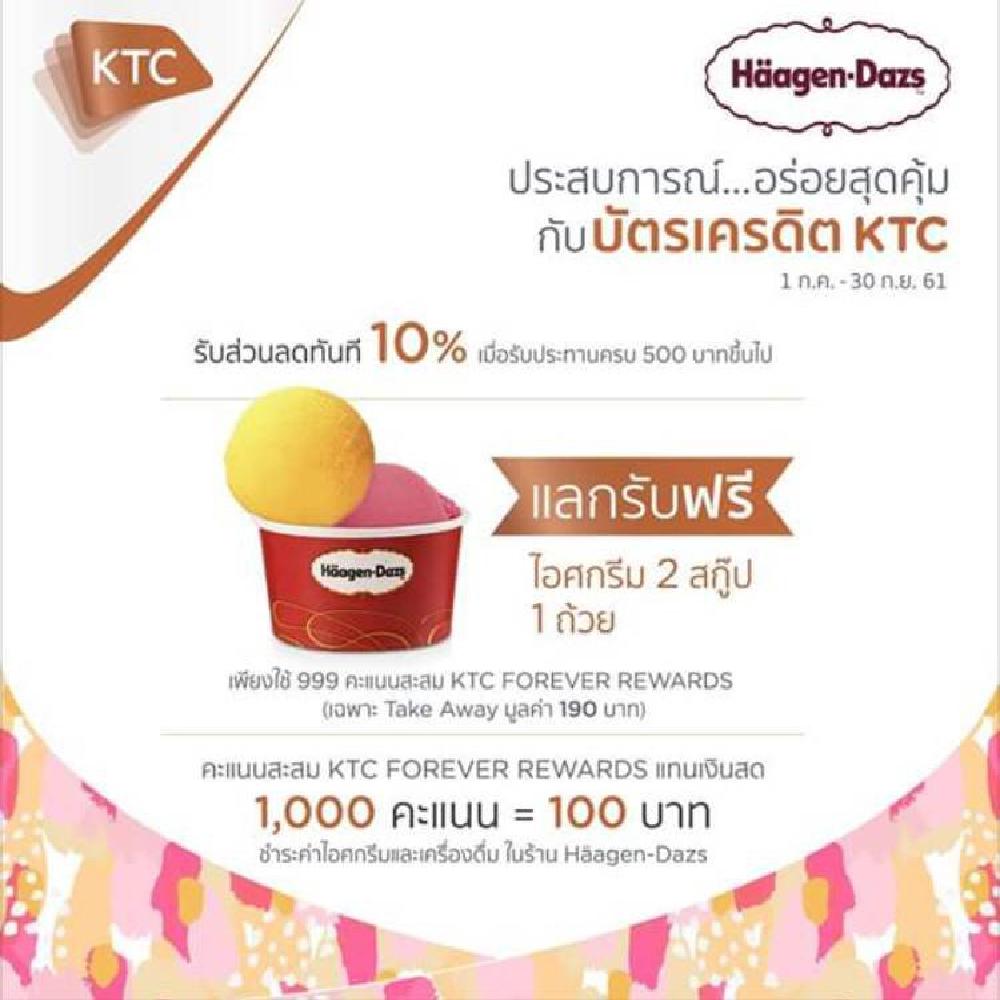 KTC
Häagen-Dazs
ประสบการณ์...อร่อยสุดคุ้ม
กับบัตรเครดิต KTC
1 ก.ค. - 30 ก.ย. 61
รับส่วนลดทันที 10% เมื่อรับประทานครบ 500 บาทขึ้นไป
แลกรับฟรี
Häagen-Dazs
ไอศกรีม 2 สกู๊ป
1 ถ้วย
เพียงใช้ 999 คะแนนสะสม KTC FOREVER REWARDS
(เฉพาะ Take Away มูลค่า 190 บาท)
คะแนนสะสม KTC FOREVER REWARDS แทนเงินสด
1,000 คะแนน = 100 บาท
ชำระค่าไอศกรีมและเครื่องดื่ม ในร้าน Häagen-Dazs